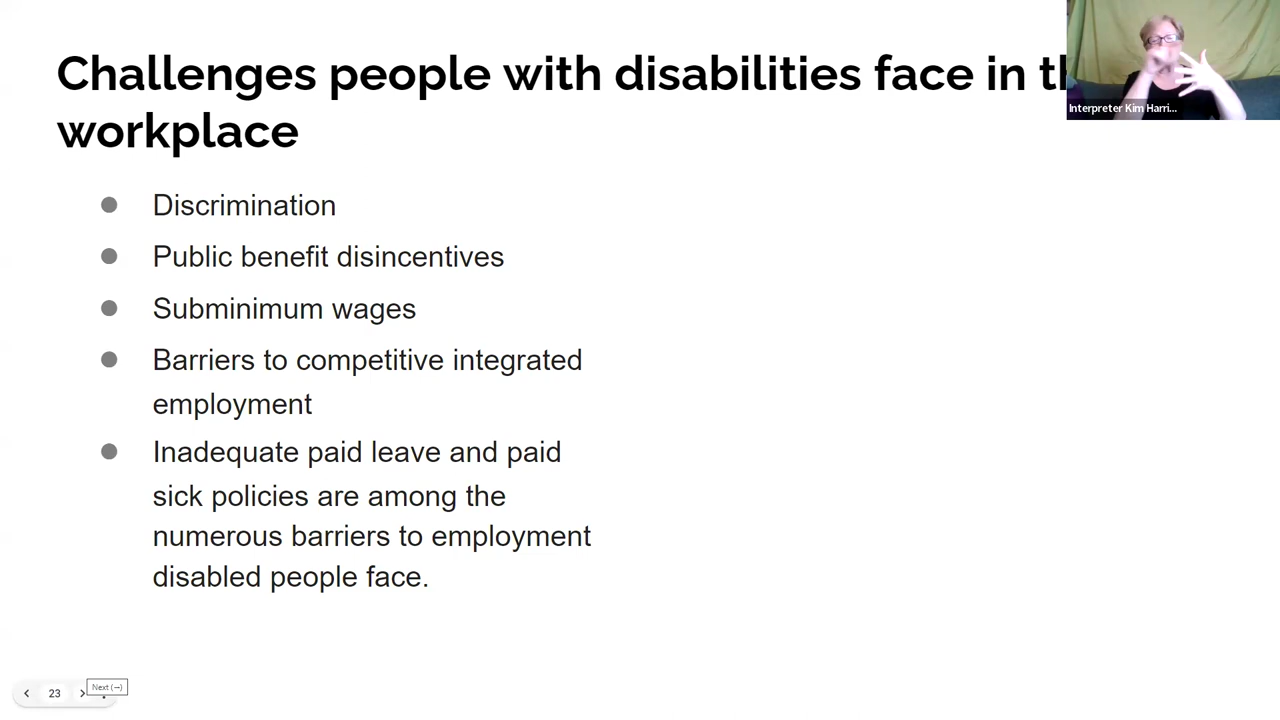 Challenges people with disabilities face in
workplace
Interpreter Kim Harri...
Discrimination
Public benefit disincentives
Subminimum wages
Barriers to competitive integrated
employment
Inadequate paid leave and paid
sick policies are among the
numerous barriers to employment
disabled people face.
23
Next (→)